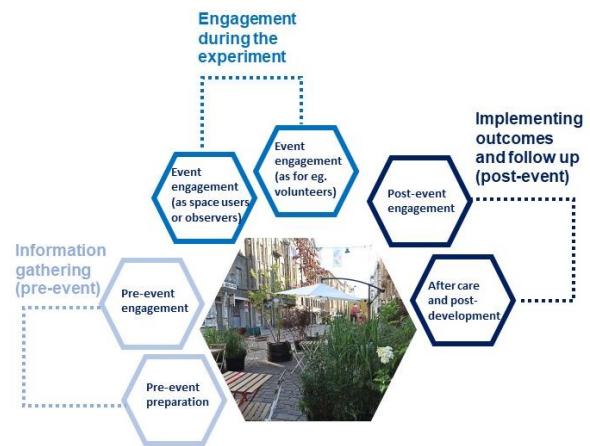 Engagement
during the
experiment
Implementing
outcomes
and follow up
(post-event)
Event
engagement
(as space users
or observers)
Event
engagement
(as for eg.
volunteers)
Post-event
engagement
Information
gathering
(pre-event)
Pre-event
engagement
After care
and post-
development
Pre-event
preparation